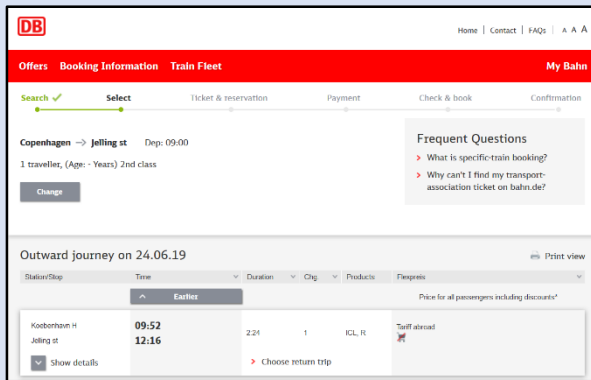 DB
Home | Contact | FAQs | A A A
Offers Booking Information Train Fleet My Bahn
Search Select Ticket & reservation Payment Check & book Confirmation
Copenhagen → Jelling st Dep: 09:00
1 traveller, (Age: - Years) 2nd class
Change
Frequent Questions
What is specific-train booking?
Why can't I find my transport-
association ticket on bahn.de?
Outward journey on 24.06.19 Print view
Station/Stop Time Duration Chg. Products Flexpreis
Earlier Price for all passengers including discounts*
Koebenhavn H 09:52
Jelling st 12:16
2:24 1 ICL, R Tariff abroad
Show details Choose return trip